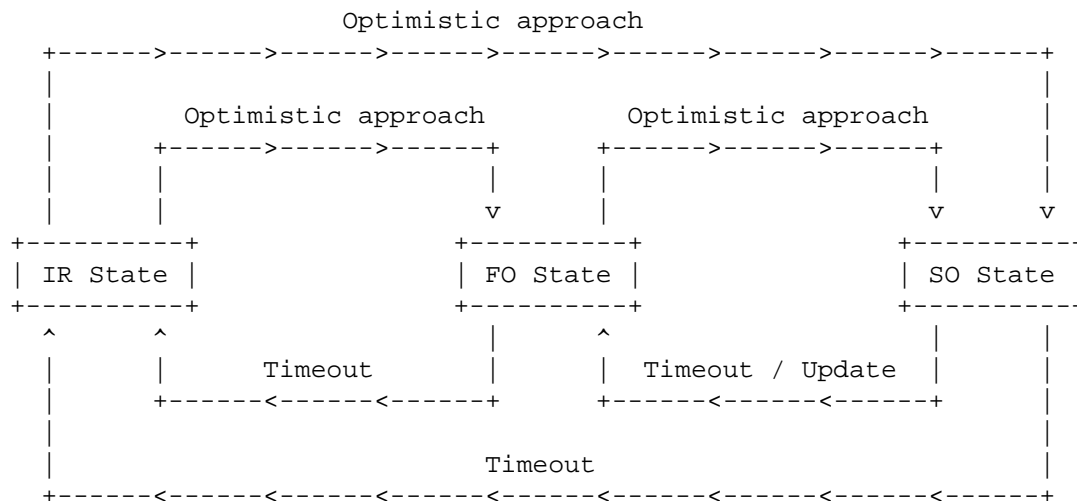 Optimistic approach
Optimistic approach Optimistic approach
IR State FO State SO State
Timeout Timeout / Update
Timeout